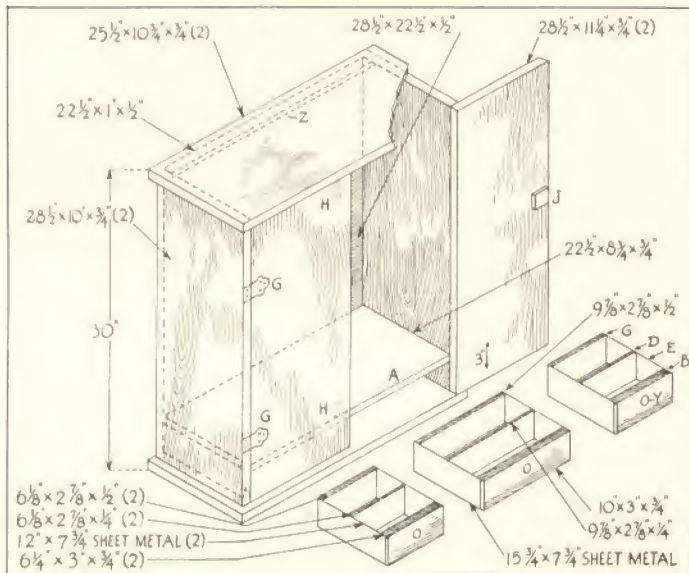 25½"×10¾"×¾"(2)
28½"×22½"×½"
28½"×11¼"×¾"(2)
22½"×1"×½"
Z
H
J
28½"×10"×¾"(2)
G
22½"×8¾"×¾"
30"
9⅞"×2⅞"×½"
G
D
E
B
3"
A
O-Y
G
H
6⅛"×2⅞"×½"(2)
6⅛"×2⅞"×¼"(2)
12"×7¾" SHEET METAL(2)
6¼"×3"×¾"(2)
O
O
10"×3"×¾"
9⅞"×2⅞"×¼"
15¾"×7¾" SHEET METAL